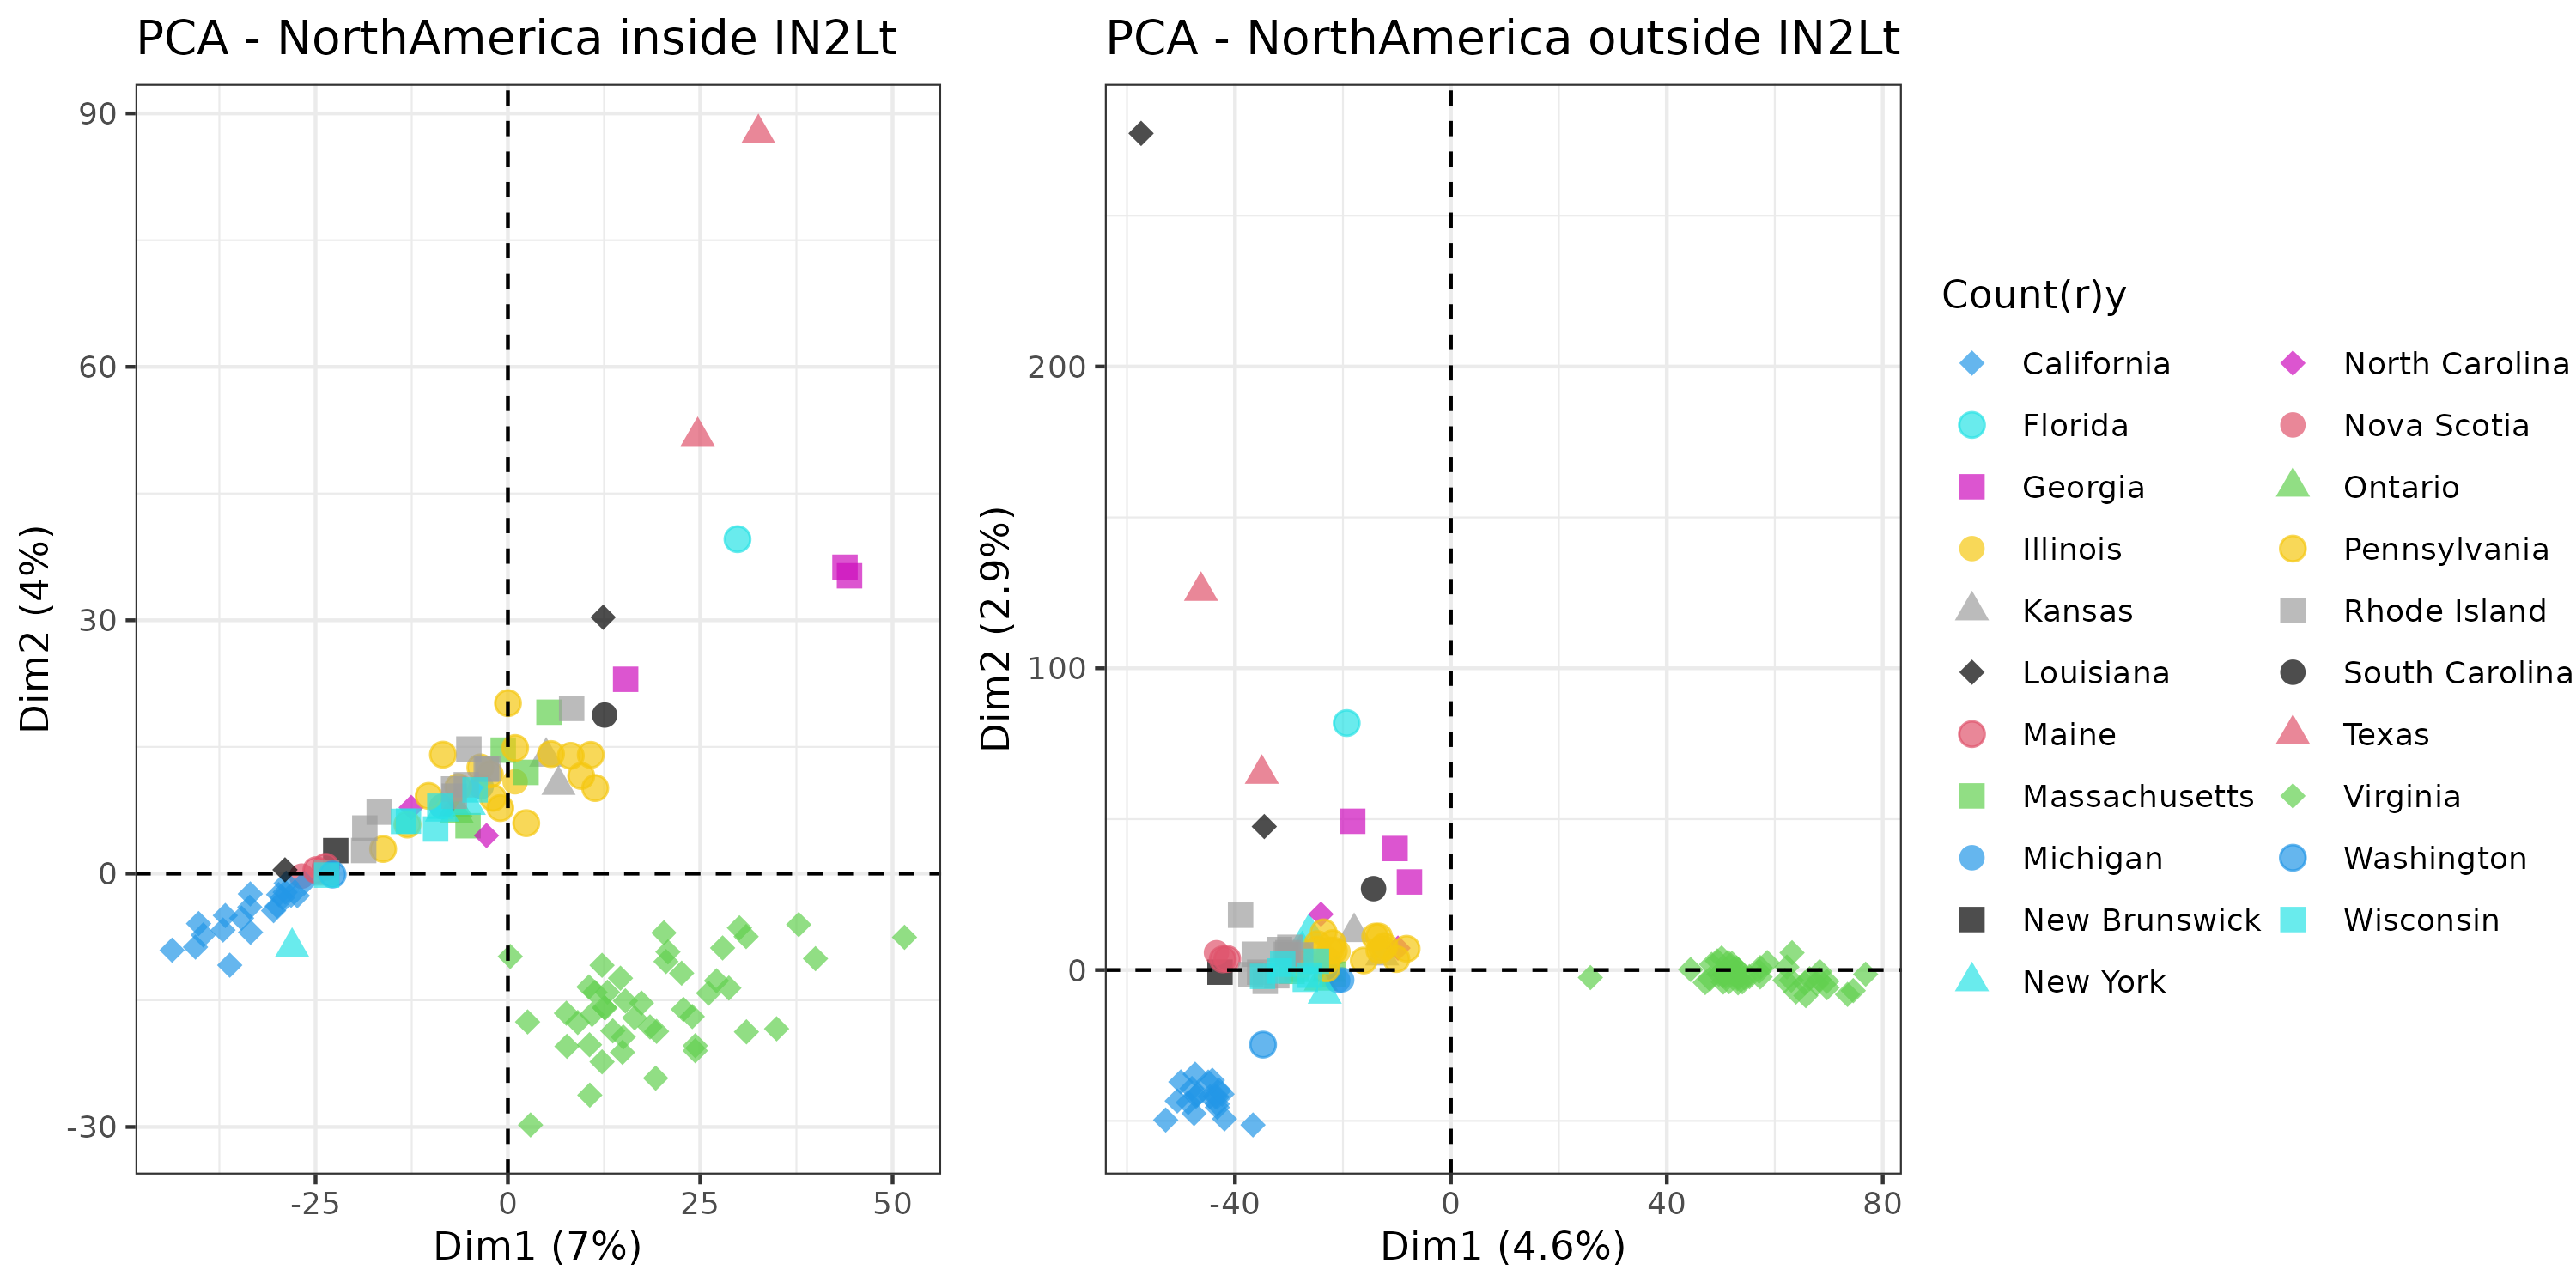 PCA - NorthAmerica inside IN2Lt
90
60
30
0
-30
Dim2 (4%)
-25
0
25
50
Dim1 (7%)
PCA - NorthAmerica outside IN2Lt
200
100
0
Dim2 (2.9%)
-40
0
40
80
Dim1 (4.6%)
Count(r)y
California
Florida
Georgia
Illinois
Kansas
Louisiana
Maine
Massachusetts
Michigan
New Brunswick
New York
North Carolina
Nova Scotia
Ontario
Pennsylvania
Rhode Island
South Carolina
Texas
Virginia
Washington
Wisconsin